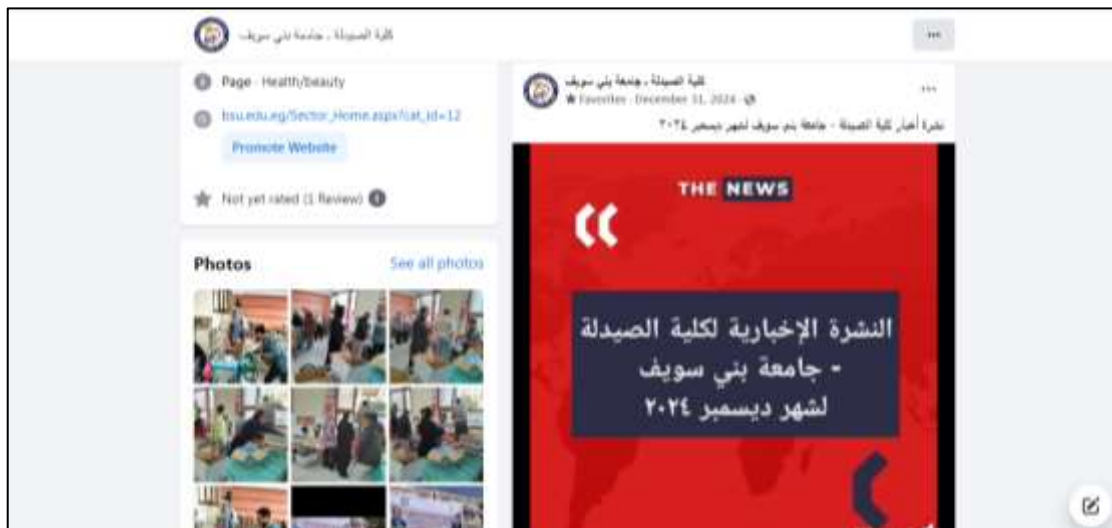 كلية الصيدلة ـ جامعة بني سويف
Page · Health/beauty
bsu.edu.eg/Sector_Home.aspx?cat_id=12
Promote Website
Not yet rated (1 Review)
Photos
See all photos
كلية الصيدلة ـ جامعة بني سويف
Favorites · December 31, 2024
نشرة أخبار كلية الصيدلة - جامعة بني سويف لشهر ديسمبر ٢٠٢٤
THE NEWS
النشرة الإخبارية لكلية الصيدلة
- جامعة بني سويف
لشهر ديسمبر ٢٠٢٤